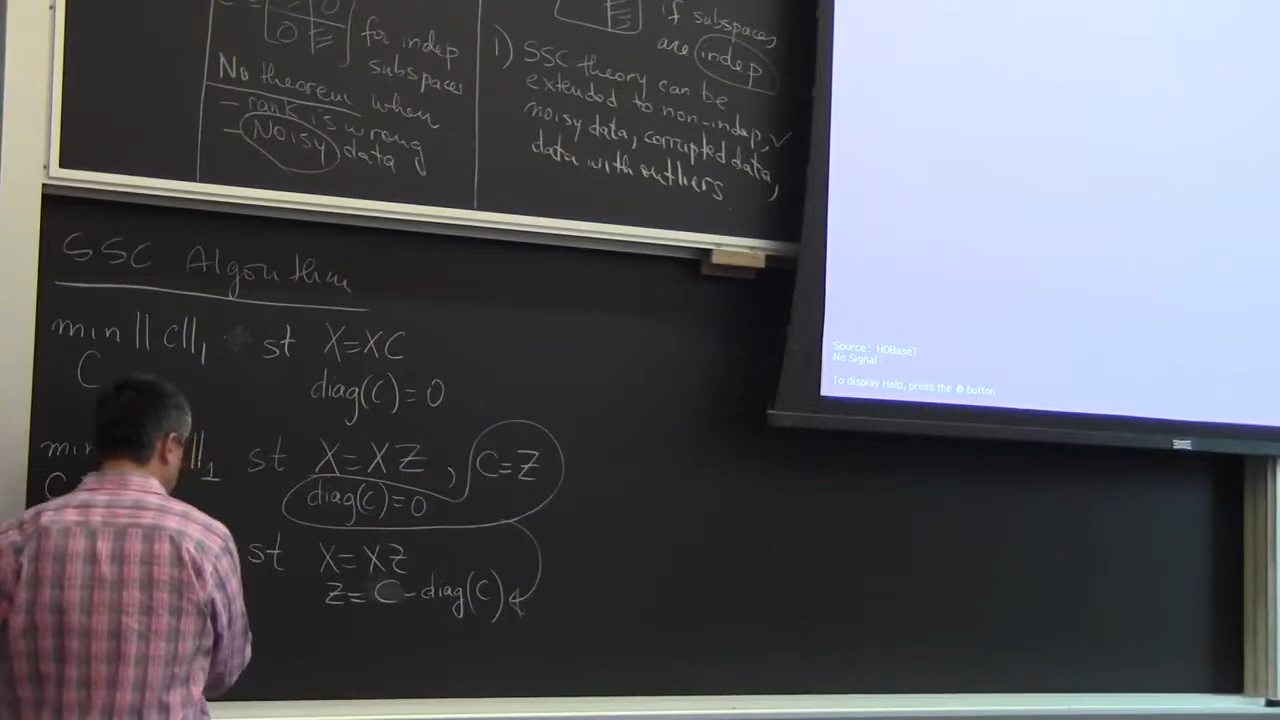 for indep
subspaces
No theorem when
- rank is wrong
- Noisy data
if subspaces
are indep
1) SSC theory can be
extended to non-indep, ✓
noisy data, corrupted data,
data with outliers.
SSC Algorithm
min ||C||₁ st X=XC
C
diag(C)=0
||₁ st X=XZ, C=Z
C
diag(C)=0
st X=XZ
Z=C-diag(C)
Source: HDBaseT
No Signal
To display Help, press the button